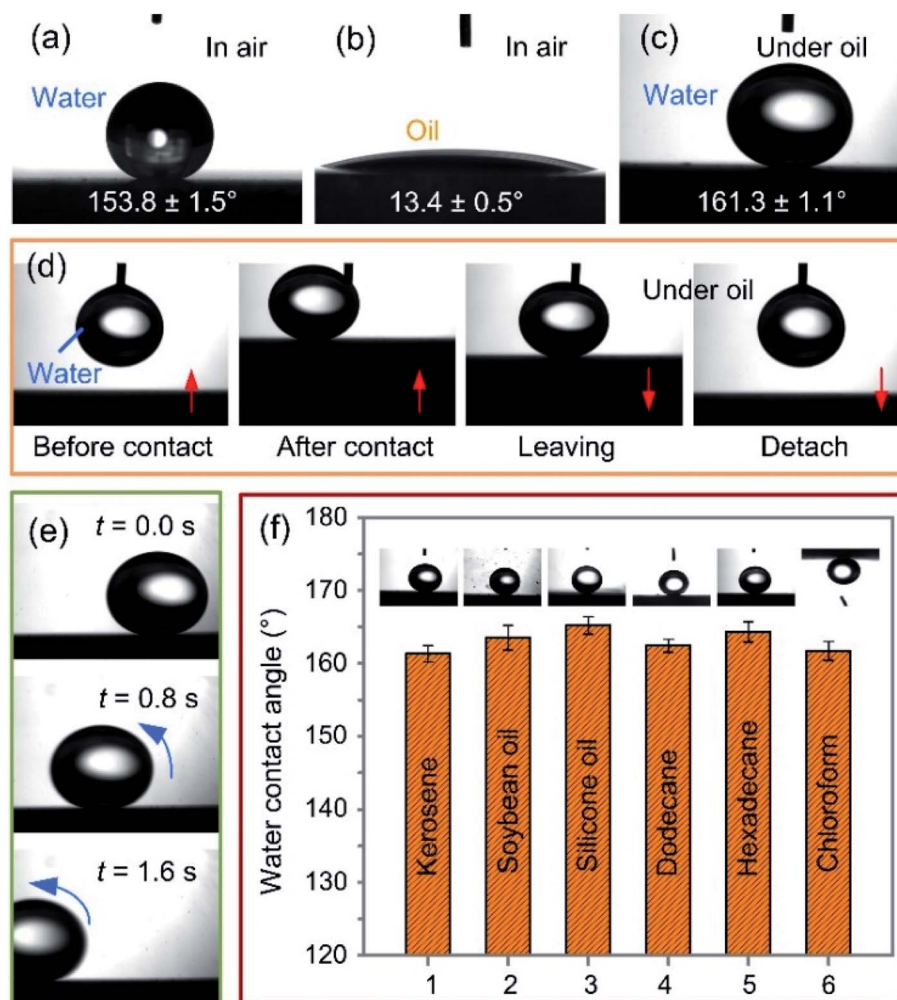 (a)
In air
Water
153.8 ± 1.5°
(b)
In air
Oil
13.4 ± 0.5°
(c)
Under oil
Water
161.3 ± 1.1°
(d)
Water
Under oil
Before contact
After contact
Leaving
Detach
(e)
t = 0.0 s
t = 0.8 s
t = 1.6 s
(f)
Water contact angle (°)
180
170
160
150
140
130
120
Kerosene
Soybean oil
Silicone oil
Dodecane
Hexadecane
Chloroform
1 2 3 4 5 6